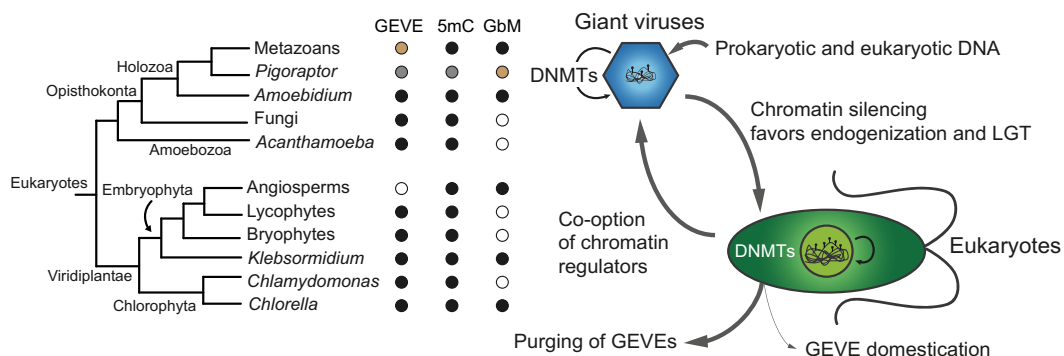 GEVE 5mC GbM
Metazoans
Holozoa
Pigoraptor
Opisthokonta
Amoebidium
Fungi
Amoebozoa
Acanthamoeba
Eukaryotes
Embryophyta
Angiosperms
Lycophytes
Bryophytes
Klebsormidium
Viridiplantae
Chlamydomonas
Chlorophyta
Chlorella
Giant viruses
DNMTs
Prokaryotic and eukaryotic DNA
Chromatin silencing
favors endogenization and LGT
Co-option
of chromatin
regulators
DNMTs
Eukaryotes
Purging of GEVEs
GEVE domestication